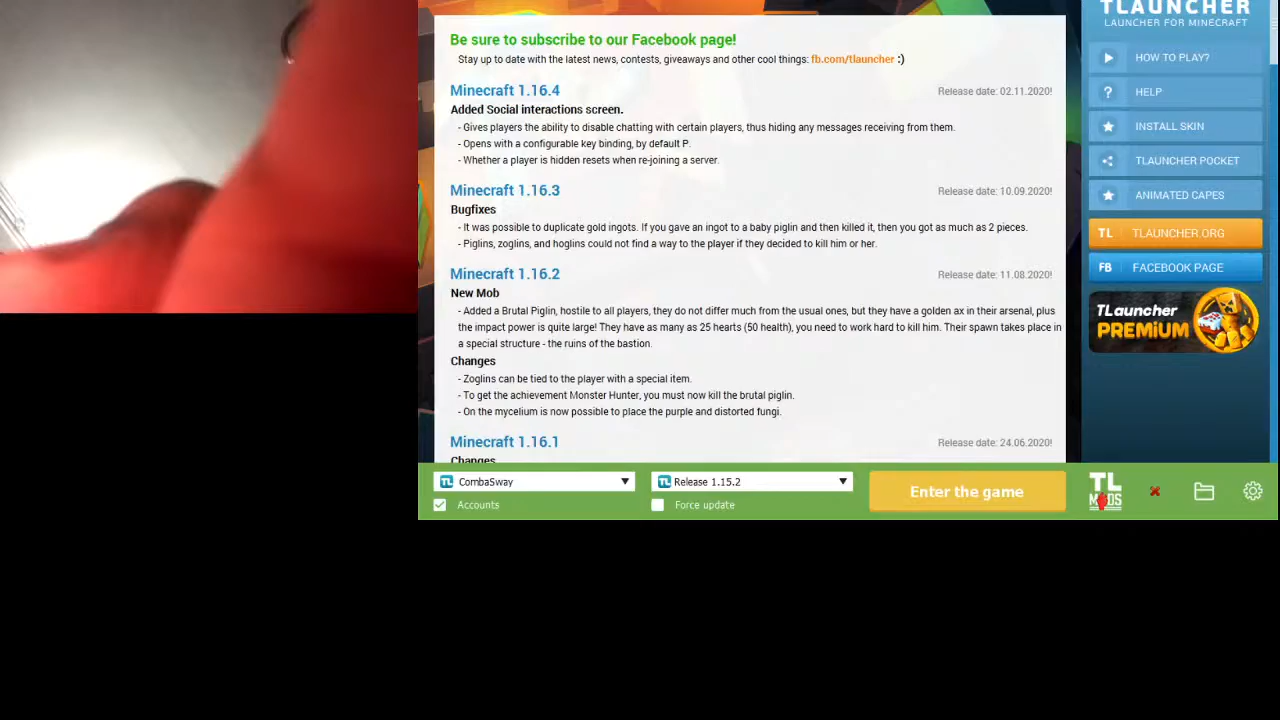 TLAUNCHER
LAUNCHER FOR MINECRAFT
Be sure to subscribe to our Facebook page!
Stay up to date with the latest news, contests, giveaways and other cool things: fb.com/tlauncher :)
Minecraft 1.16.4
Release date: 02.11.2020!
Added Social interactions screen.
- Gives players the ability to disable chatting with certain players, thus hiding any messages receiving from them.
- Opens with a configurable key binding, by default P.
- Whether a player is hidden resets when re-joining a server.
Minecraft 1.16.3
Release date: 10.09.2020!
Bugfixes
- It was possible to duplicate gold ingots. If you gave an ingot to a baby piglin and then killed it, then you got as much as 2 pieces.
- Piglins, zoglins, and hoglins could not find a way to the player if they decided to kill him or her.
Minecraft 1.16.2
Release date: 11.08.2020!
New Mob
- Added a Brutal Piglin, hostile to all players, they do not differ much from the usual ones, but they have a golden ax in their arsenal, plus
the impact power is quite large! They have as many as 25 hearts (50 health), you need to work hard to kill him. Their spawn takes place in
a special structure - the ruins of the bastion.
Changes
- Zoglins can be tied to the player with a special item.
- To get the achievement Monster Hunter, you must now kill the brutal piglin.
- On the mycelium is now possible to place the purple and distorted fungi.
Minecraft 1.16.1
Release date: 24.06.2020!
Changes
HOW TO PLAY?
? HELP
INSTALL SKIN
TLAUNCHER POCKET
ANIMATED CAPES
TL TLAUNCHER.ORG
FB FACEBOOK PAGE
TLauncher
PREMIUM
TL CombaSway
TL Release 1.15.2
Enter the game
TL
MODS
Accounts
Force update